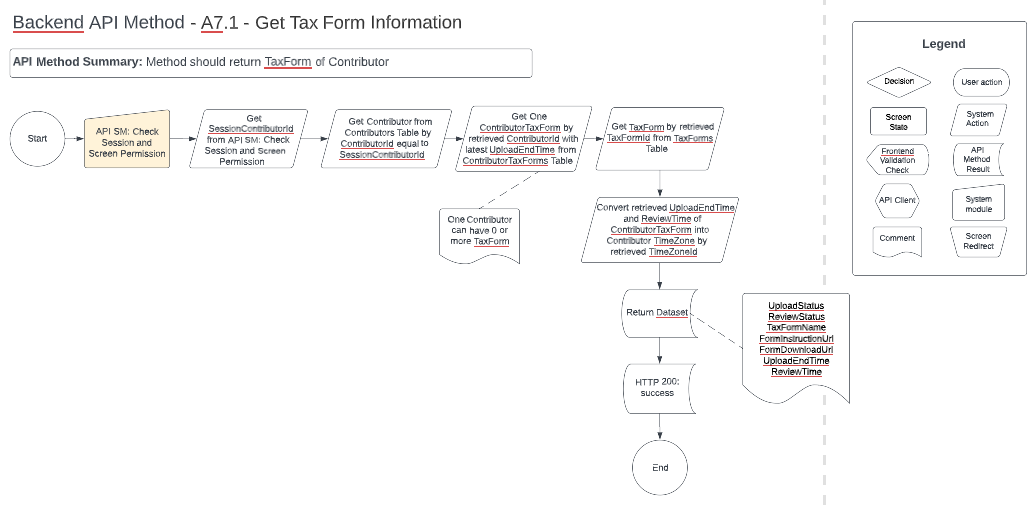 Backend API Method - A7.1 - Get Tax Form Information
API Method Summary: Method should return TaxForm of Contributor
Start
API SM: Check
Session and
Screen Permission
Get
SessionContributorId
from API SM: Check
Session and Screen
Permission
Get Contributor from
Contributors Table by
ContributorId equal to
SessionContributorId
Get One
ContributorTaxForm by
retrieved ContributorId with
latest UploadEndTime from
ContributorTaxForms Table
Get TaxForm by retrieved
TaxFormId from TaxForms
Table
One Contributor
can have 0 or
more TaxForm
Convert retrieved UploadEndTime
and ReviewTime of
ContributorTaxForm into
Contributor TimeZone by
retrieved TimeZoneId
Return Dataset
UploadStatus
ReviewStatus
TaxFormName
FormInstructionUrl
FormDownloadUrl
UploadEndTime
ReviewTime
HTTP 200:
success
End
Legend
Decision
User action
Screen
State
System
Action
Frontend
Validation
Check
API
Method
Result
API Client
System
module
Comment
Screen
Redirect